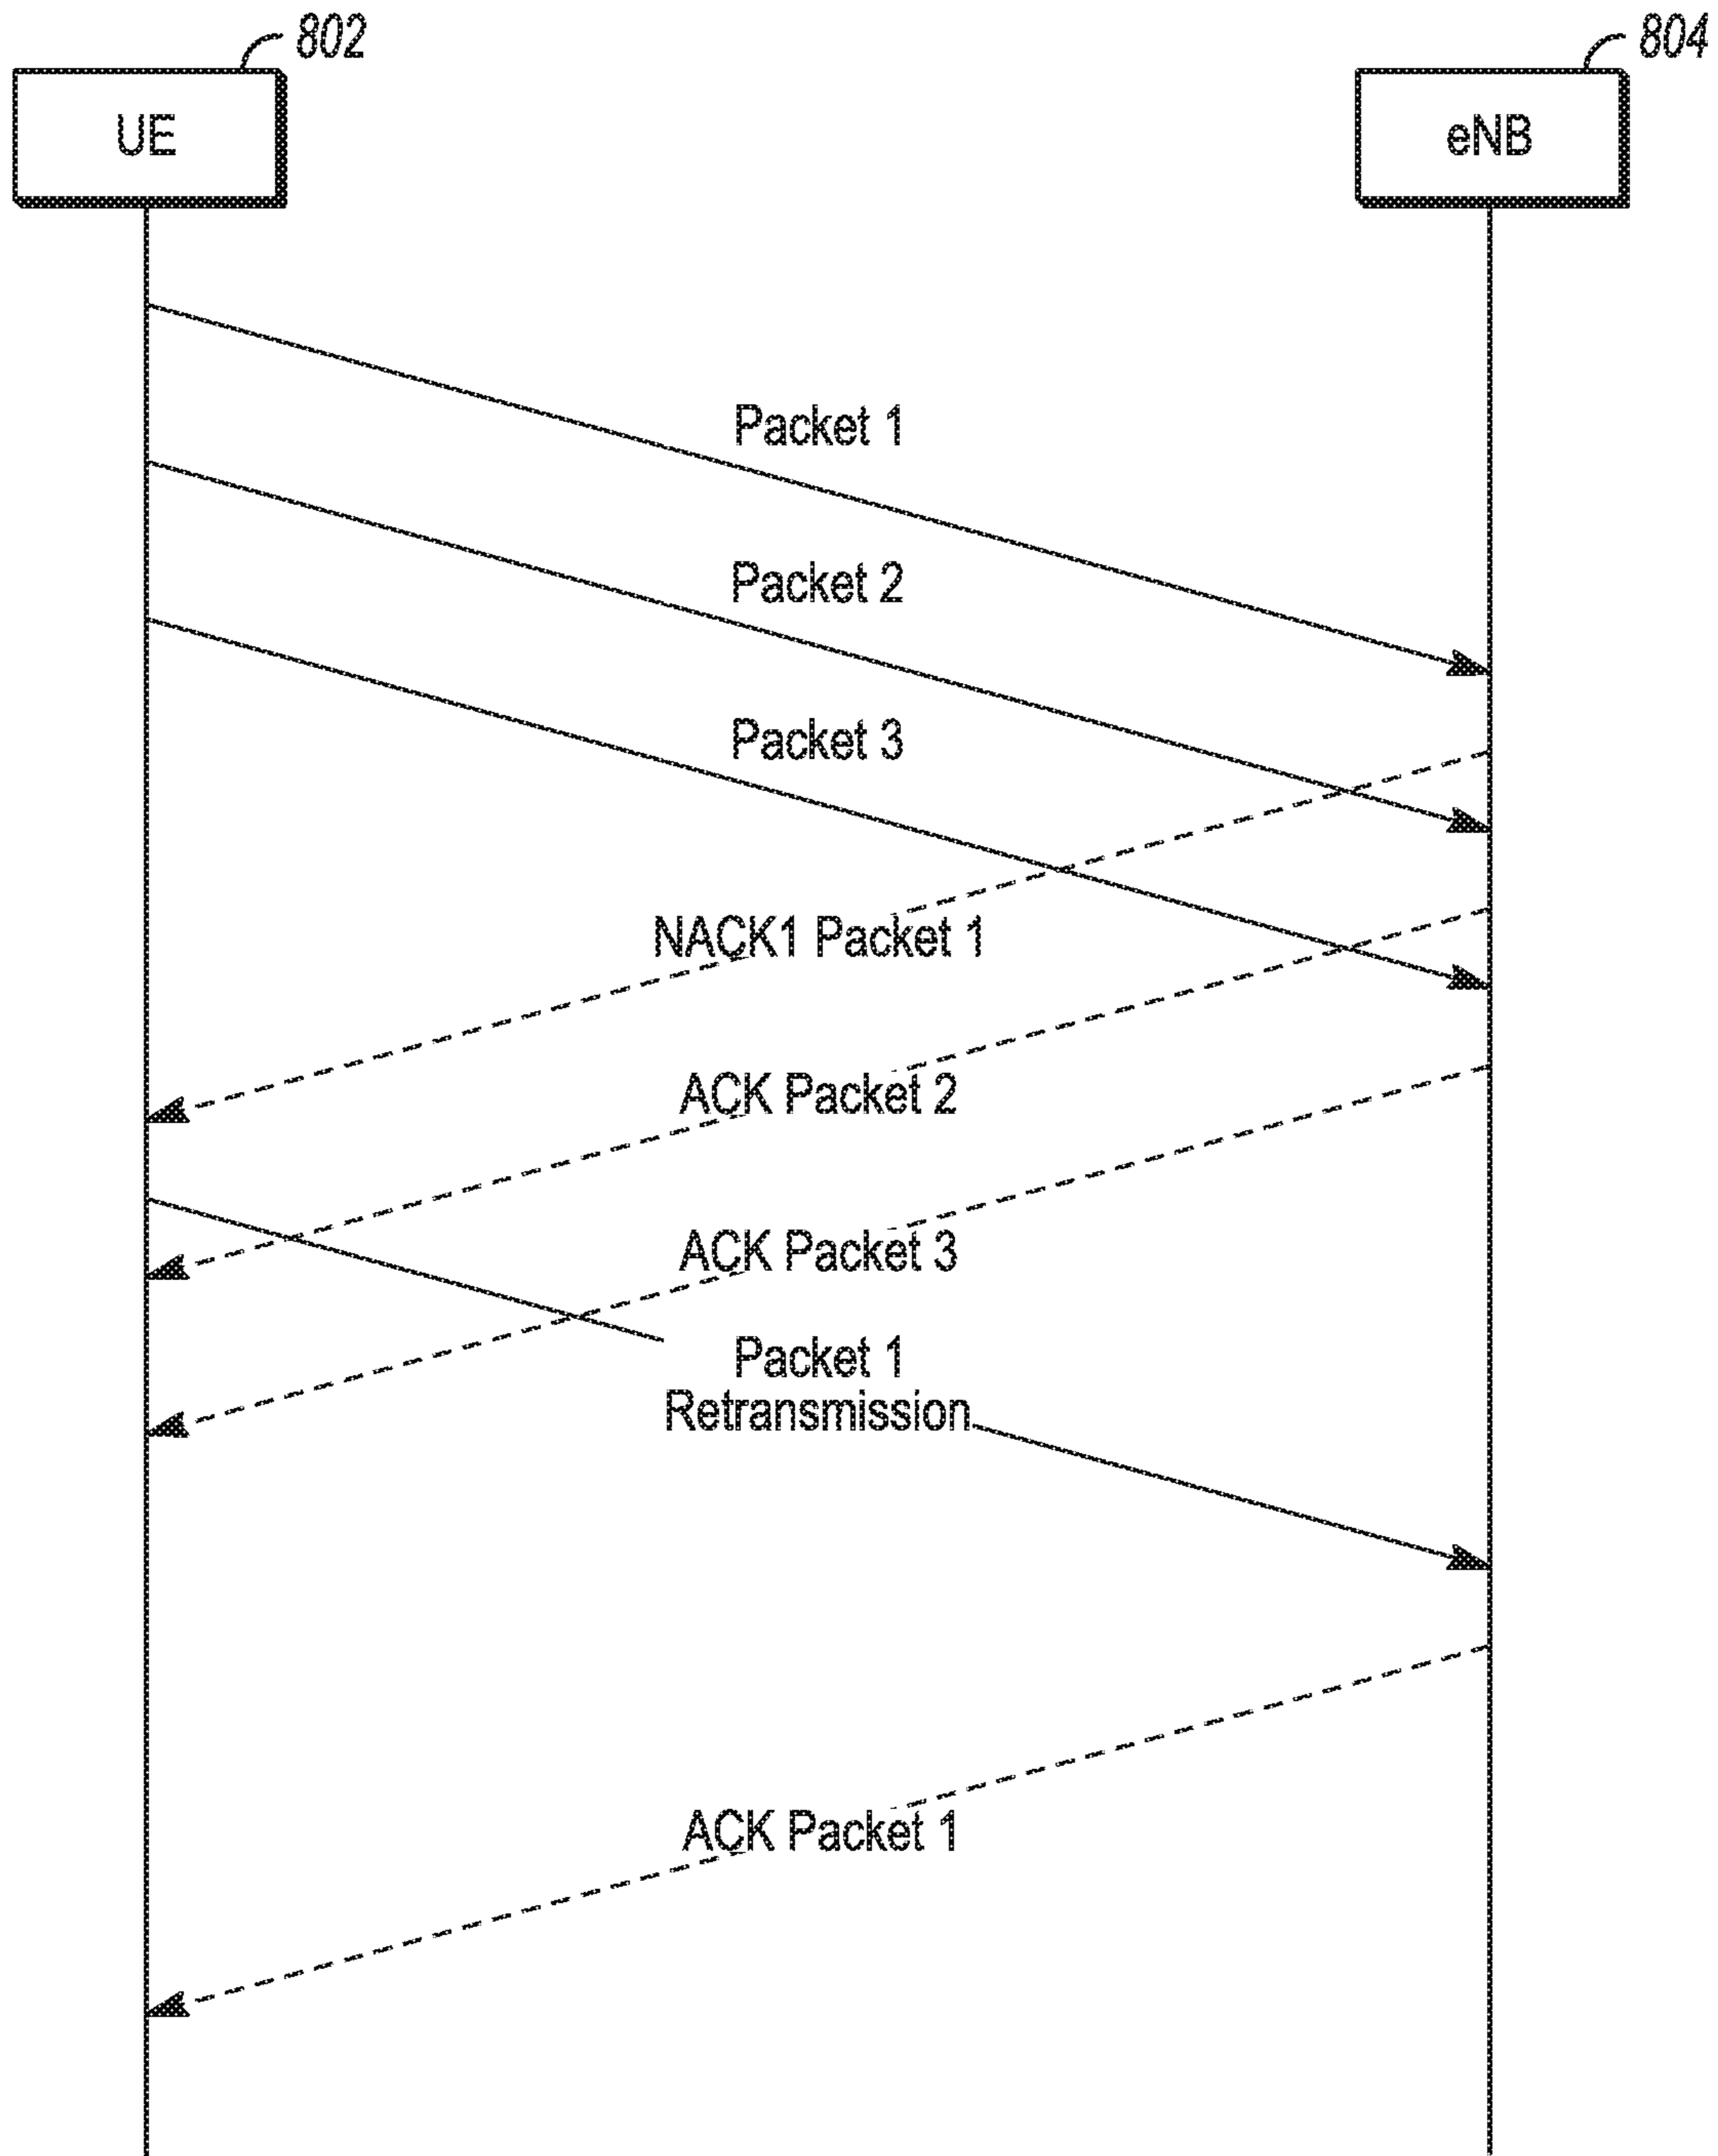 802
804
UE
eNB
Packet 1
Packet 2
Packet 3
NACK1 Packet 1
ACK Packet 2
ACK Packet 3
Packet 1
Retransmission
ACK Packet 1